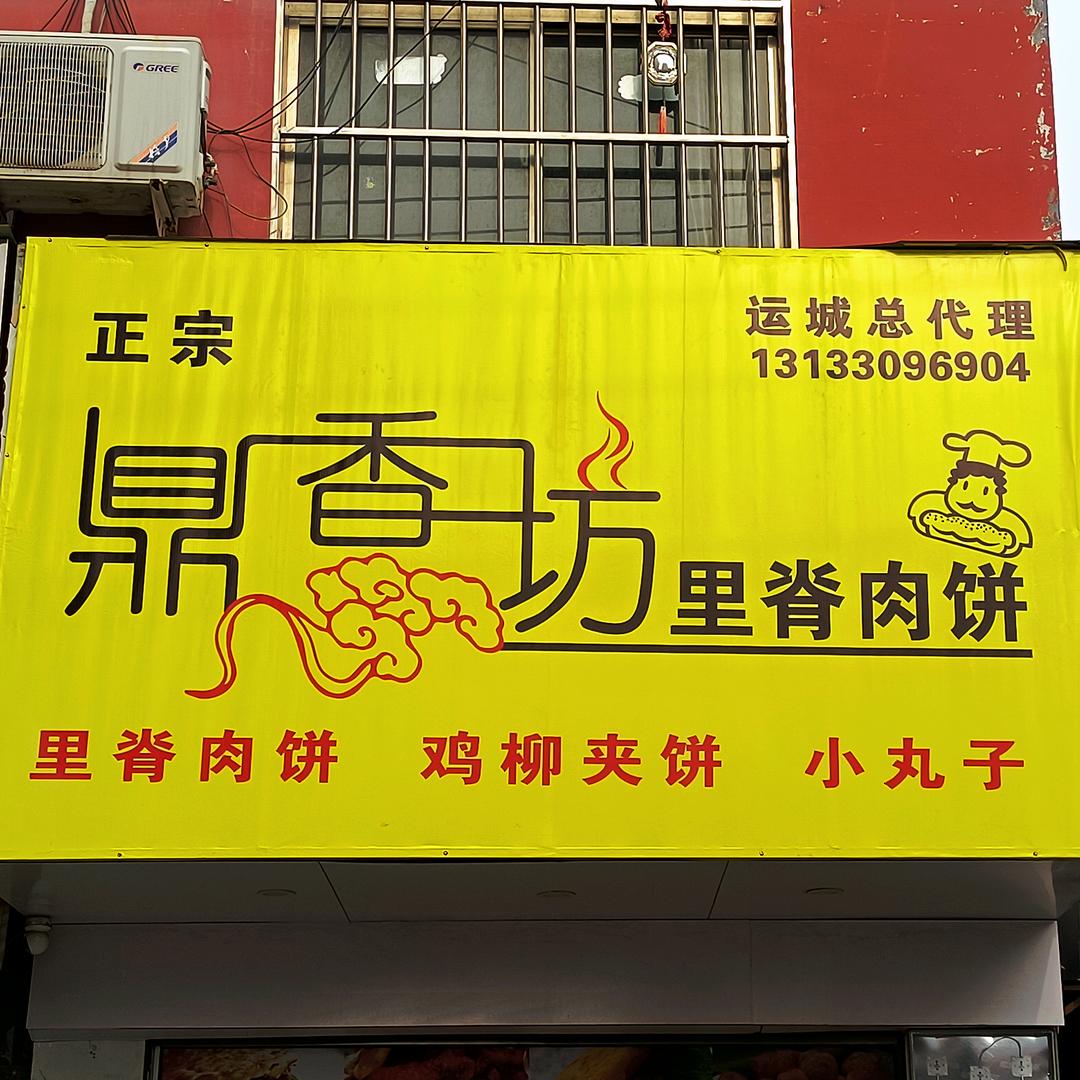 GREE
正宗
运城总代理
13133096904
鼎香坊里脊肉饼
里脊肉饼 鸡柳夹饼 小丸子